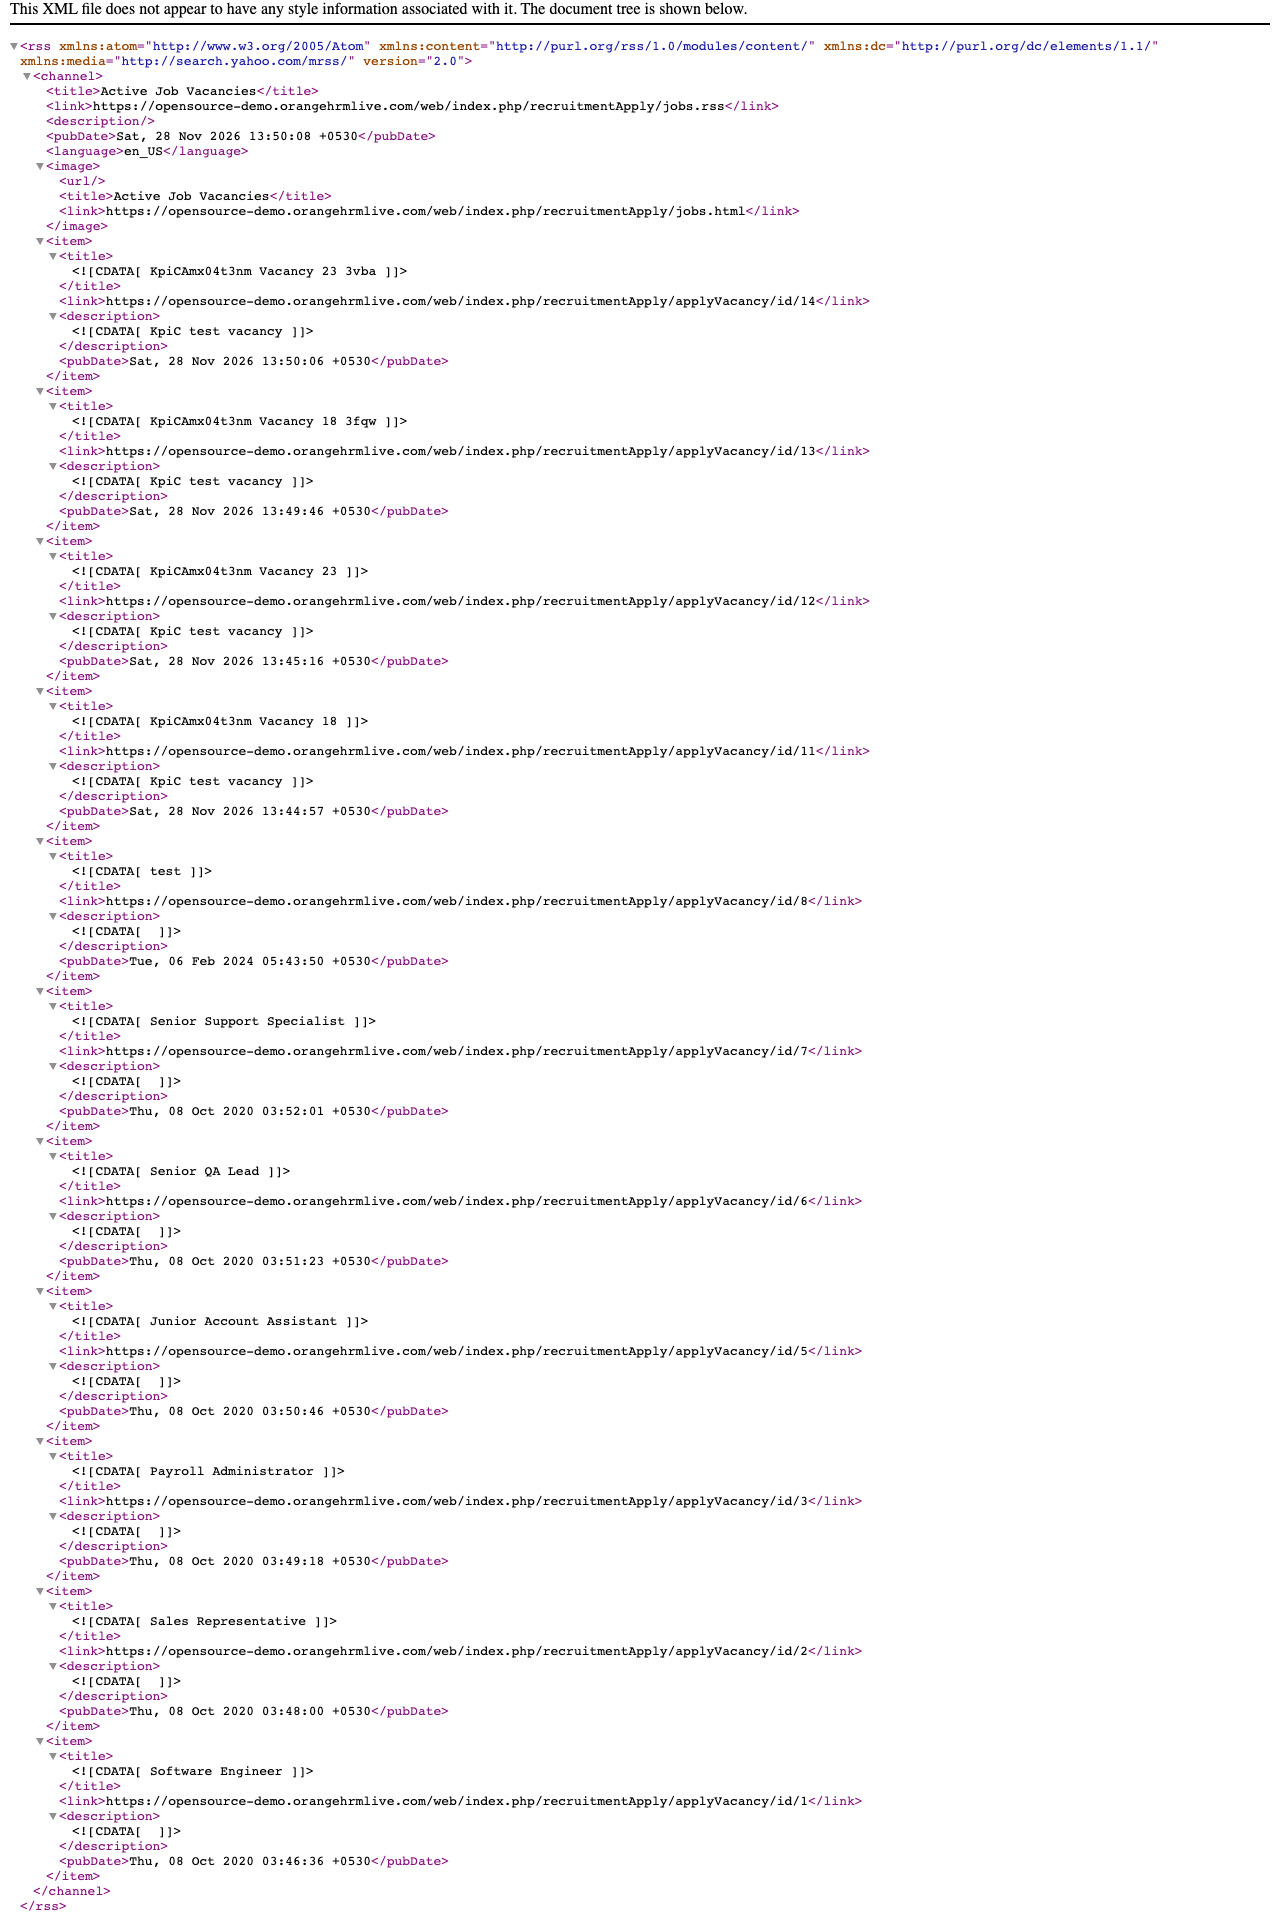 This XML file does not appear to have any style information associated with it. The document tree is shown below.
▼<rss xmlns:atom="http://www.w3.org/2005/Atom" xmlns:content="http://purl.org/rss/1.0/modules/content/" xmlns:dc="http://purl.org/dc/elements/1.1/"
xmlns:media="http://search.yahoo.com/mrss/" version="2.0">
▼<channel>
<title>Active Job Vacancies</title>
<link>https://opensource-demo.orangehrmlive.com/web/index.php/recruitmentApply/jobs.rss</link>
<description/>
<pubDate>Sat, 28 Nov 2026 13:50:08 +0530</pubDate>
<language>en_US</language>
▼<image>
<url/>
<title>Active Job Vacancies</title>
<link>https://opensource-demo.orangehrmlive.com/web/index.php/recruitmentApply/jobs.html</link>
</image>
▼<item>
▼<title>
<![CDATA[ KpiCAmx04t3nm Vacancy 23 3vba ]]>
</title>
<link>https://opensource-demo.orangehrmlive.com/web/index.php/recruitmentApply/applyVacancy/id/14</link>
▼<description>
<![CDATA[ KpiC test vacancy ]]>
</description>
<pubDate>Sat, 28 Nov 2026 13:50:06 +0530</pubDate>
</item>
▼<item>
▼<title>
<![CDATA[ KpiCAmx04t3nm Vacancy 18 3fqw ]]>
</title>
<link>https://opensource-demo.orangehrmlive.com/web/index.php/recruitmentApply/applyVacancy/id/13</link>
▼<description>
<![CDATA[ KpiC test vacancy ]]>
</description>
<pubDate>Sat, 28 Nov 2026 13:49:46 +0530</pubDate>
</item>
▼<item>
▼<title>
<![CDATA[ KpiCAmx04t3nm Vacancy 23 ]]>
</title>
<link>https://opensource-demo.orangehrmlive.com/web/index.php/recruitmentApply/applyVacancy/id/12</link>
▼<description>
<![CDATA[ KpiC test vacancy ]]>
</description>
<pubDate>Sat, 28 Nov 2026 13:45:16 +0530</pubDate>
</item>
▼<item>
▼<title>
<![CDATA[ KpiCAmx04t3nm Vacancy 18 ]]>
</title>
<link>https://opensource-demo.orangehrmlive.com/web/index.php/recruitmentApply/applyVacancy/id/11</link>
▼<description>
<![CDATA[ KpiC test vacancy ]]>
</description>
<pubDate>Sat, 28 Nov 2026 13:44:57 +0530</pubDate>
</item>
▼<item>
▼<title>
<![CDATA[ test ]]>
</title>
<link>https://opensource-demo.orangehrmlive.com/web/index.php/recruitmentApply/applyVacancy/id/8</link>
▼<description>
<![CDATA[  ]]>
</description>
<pubDate>Tue, 06 Feb 2024 05:43:50 +0530</pubDate>
</item>
▼<item>
▼<title>
<![CDATA[ Senior Support Specialist ]]>
</title>
<link>https://opensource-demo.orangehrmlive.com/web/index.php/recruitmentApply/applyVacancy/id/7</link>
▼<description>
<![CDATA[  ]]>
</description>
<pubDate>Thu, 08 Oct 2020 03:52:01 +0530</pubDate>
</item>
▼<item>
▼<title>
<![CDATA[ Senior QA Lead ]]>
</title>
<link>https://opensource-demo.orangehrmlive.com/web/index.php/recruitmentApply/applyVacancy/id/6</link>
▼<description>
<![CDATA[  ]]>
</description>
<pubDate>Thu, 08 Oct 2020 03:51:23 +0530</pubDate>
</item>
▼<item>
▼<title>
<![CDATA[ Junior Account Assistant ]]>
</title>
<link>https://opensource-demo.orangehrmlive.com/web/index.php/recruitmentApply/applyVacancy/id/5</link>
▼<description>
<![CDATA[  ]]>
</description>
<pubDate>Thu, 08 Oct 2020 03:50:46 +0530</pubDate>
</item>
▼<item>
▼<title>
<![CDATA[ Payroll Administrator ]]>
</title>
<link>https://opensource-demo.orangehrmlive.com/web/index.php/recruitmentApply/applyVacancy/id/3</link>
▼<description>
<![CDATA[  ]]>
</description>
<pubDate>Thu, 08 Oct 2020 03:49:18 +0530</pubDate>
</item>
▼<item>
▼<title>
<![CDATA[ Sales Representative ]]>
</title>
<link>https://opensource-demo.orangehrmlive.com/web/index.php/recruitmentApply/applyVacancy/id/2</link>
▼<description>
<![CDATA[  ]]>
</description>
<pubDate>Thu, 08 Oct 2020 03:48:00 +0530</pubDate>
</item>
▼<item>
▼<title>
<![CDATA[ Software Engineer ]]>
</title>
<link>https://opensource-demo.orangehrmlive.com/web/index.php/recruitmentApply/applyVacancy/id/1</link>
▼<description>
<![CDATA[  ]]>
</description>
<pubDate>Thu, 08 Oct 2020 03:46:36 +0530</pubDate>
</item>
</channel>
</rss>